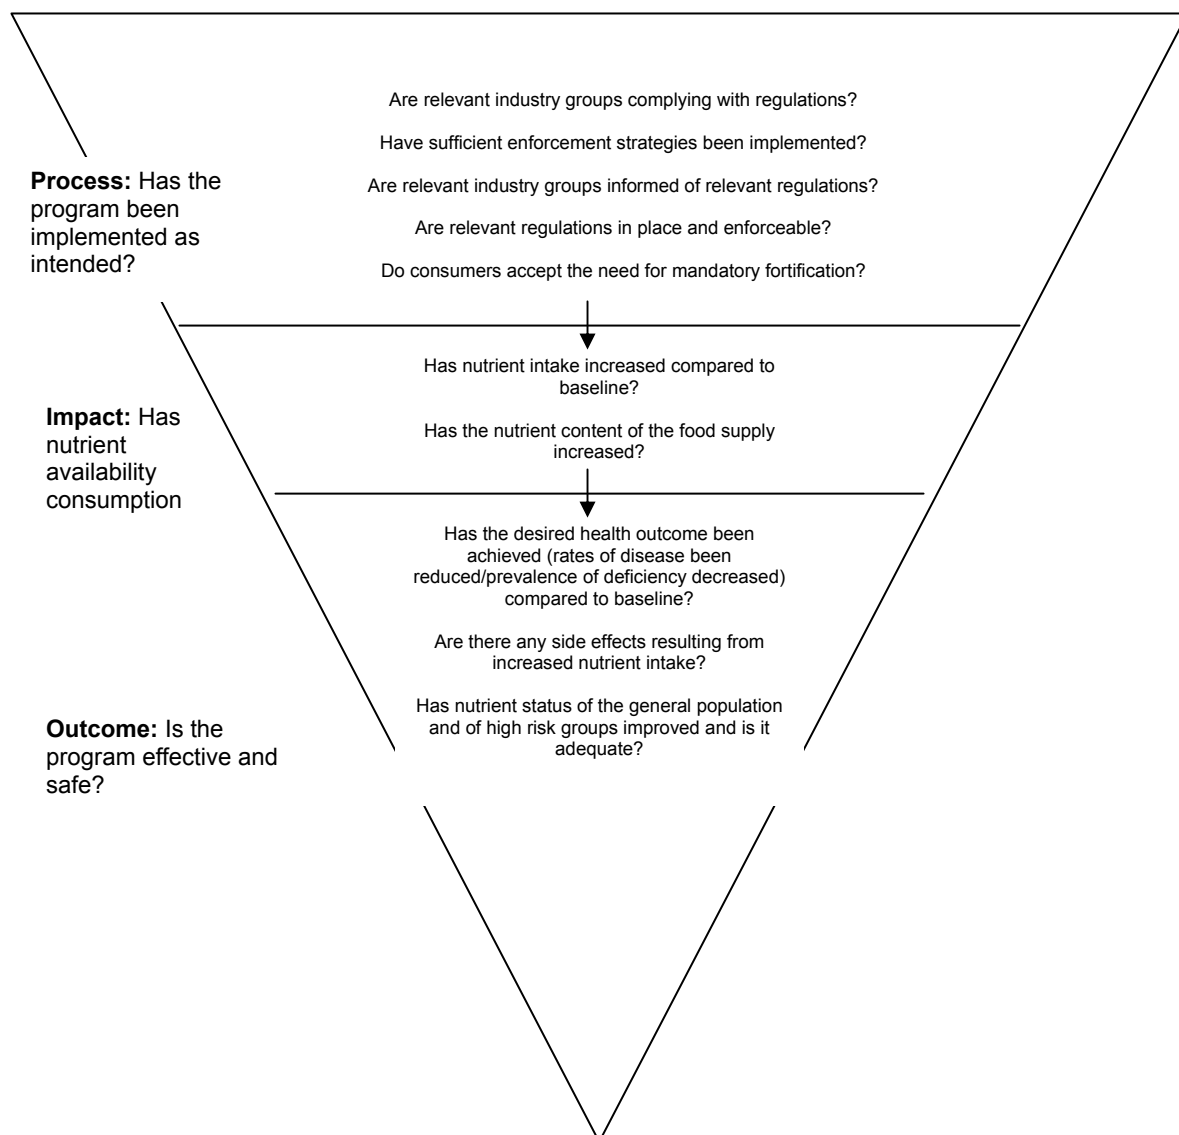 Are relevant industry groups complying with regulations?
Have sufficient enforcement strategies been implemented?
Are relevant industry groups informed of relevant regulations?
Are relevant regulations in place and enforceable?
Do consumers accept the need for mandatory fortification?
Process: Has the
program been
implemented as
intended?
Has nutrient intake increased compared to
baseline?
Has the nutrient content of the food supply
increased?
Impact: Has
nutrient
availability
consumption
Has the desired health outcome been
achieved (rates of disease been
reduced/prevalence of deficiency decreased)
compared to baseline?
Are there any side effects resulting from
increased nutrient intake?
Has nutrient status of the general population
and of high risk groups improved and is it
adequate?
Outcome: Is the
program effective and
safe?